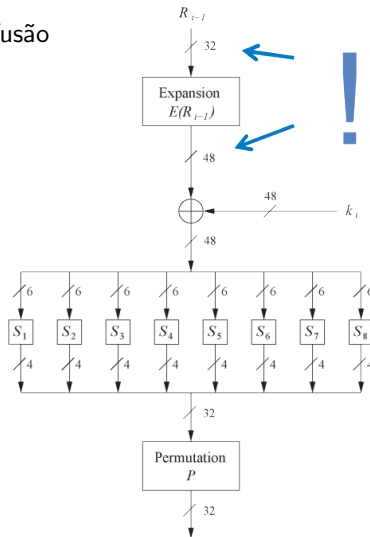 R i−1
fusão
32
Expansion
E(R i−1)
48
48
k i
48
6 6 6 6 6 6 6 6
S1 S2 S3 S4 S5 S6 S7 S8
4 4 4 4 4 4 4 4
32
Permutation
P
32
!